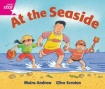 At the Seaside
Moira Andrew Clive Scruton